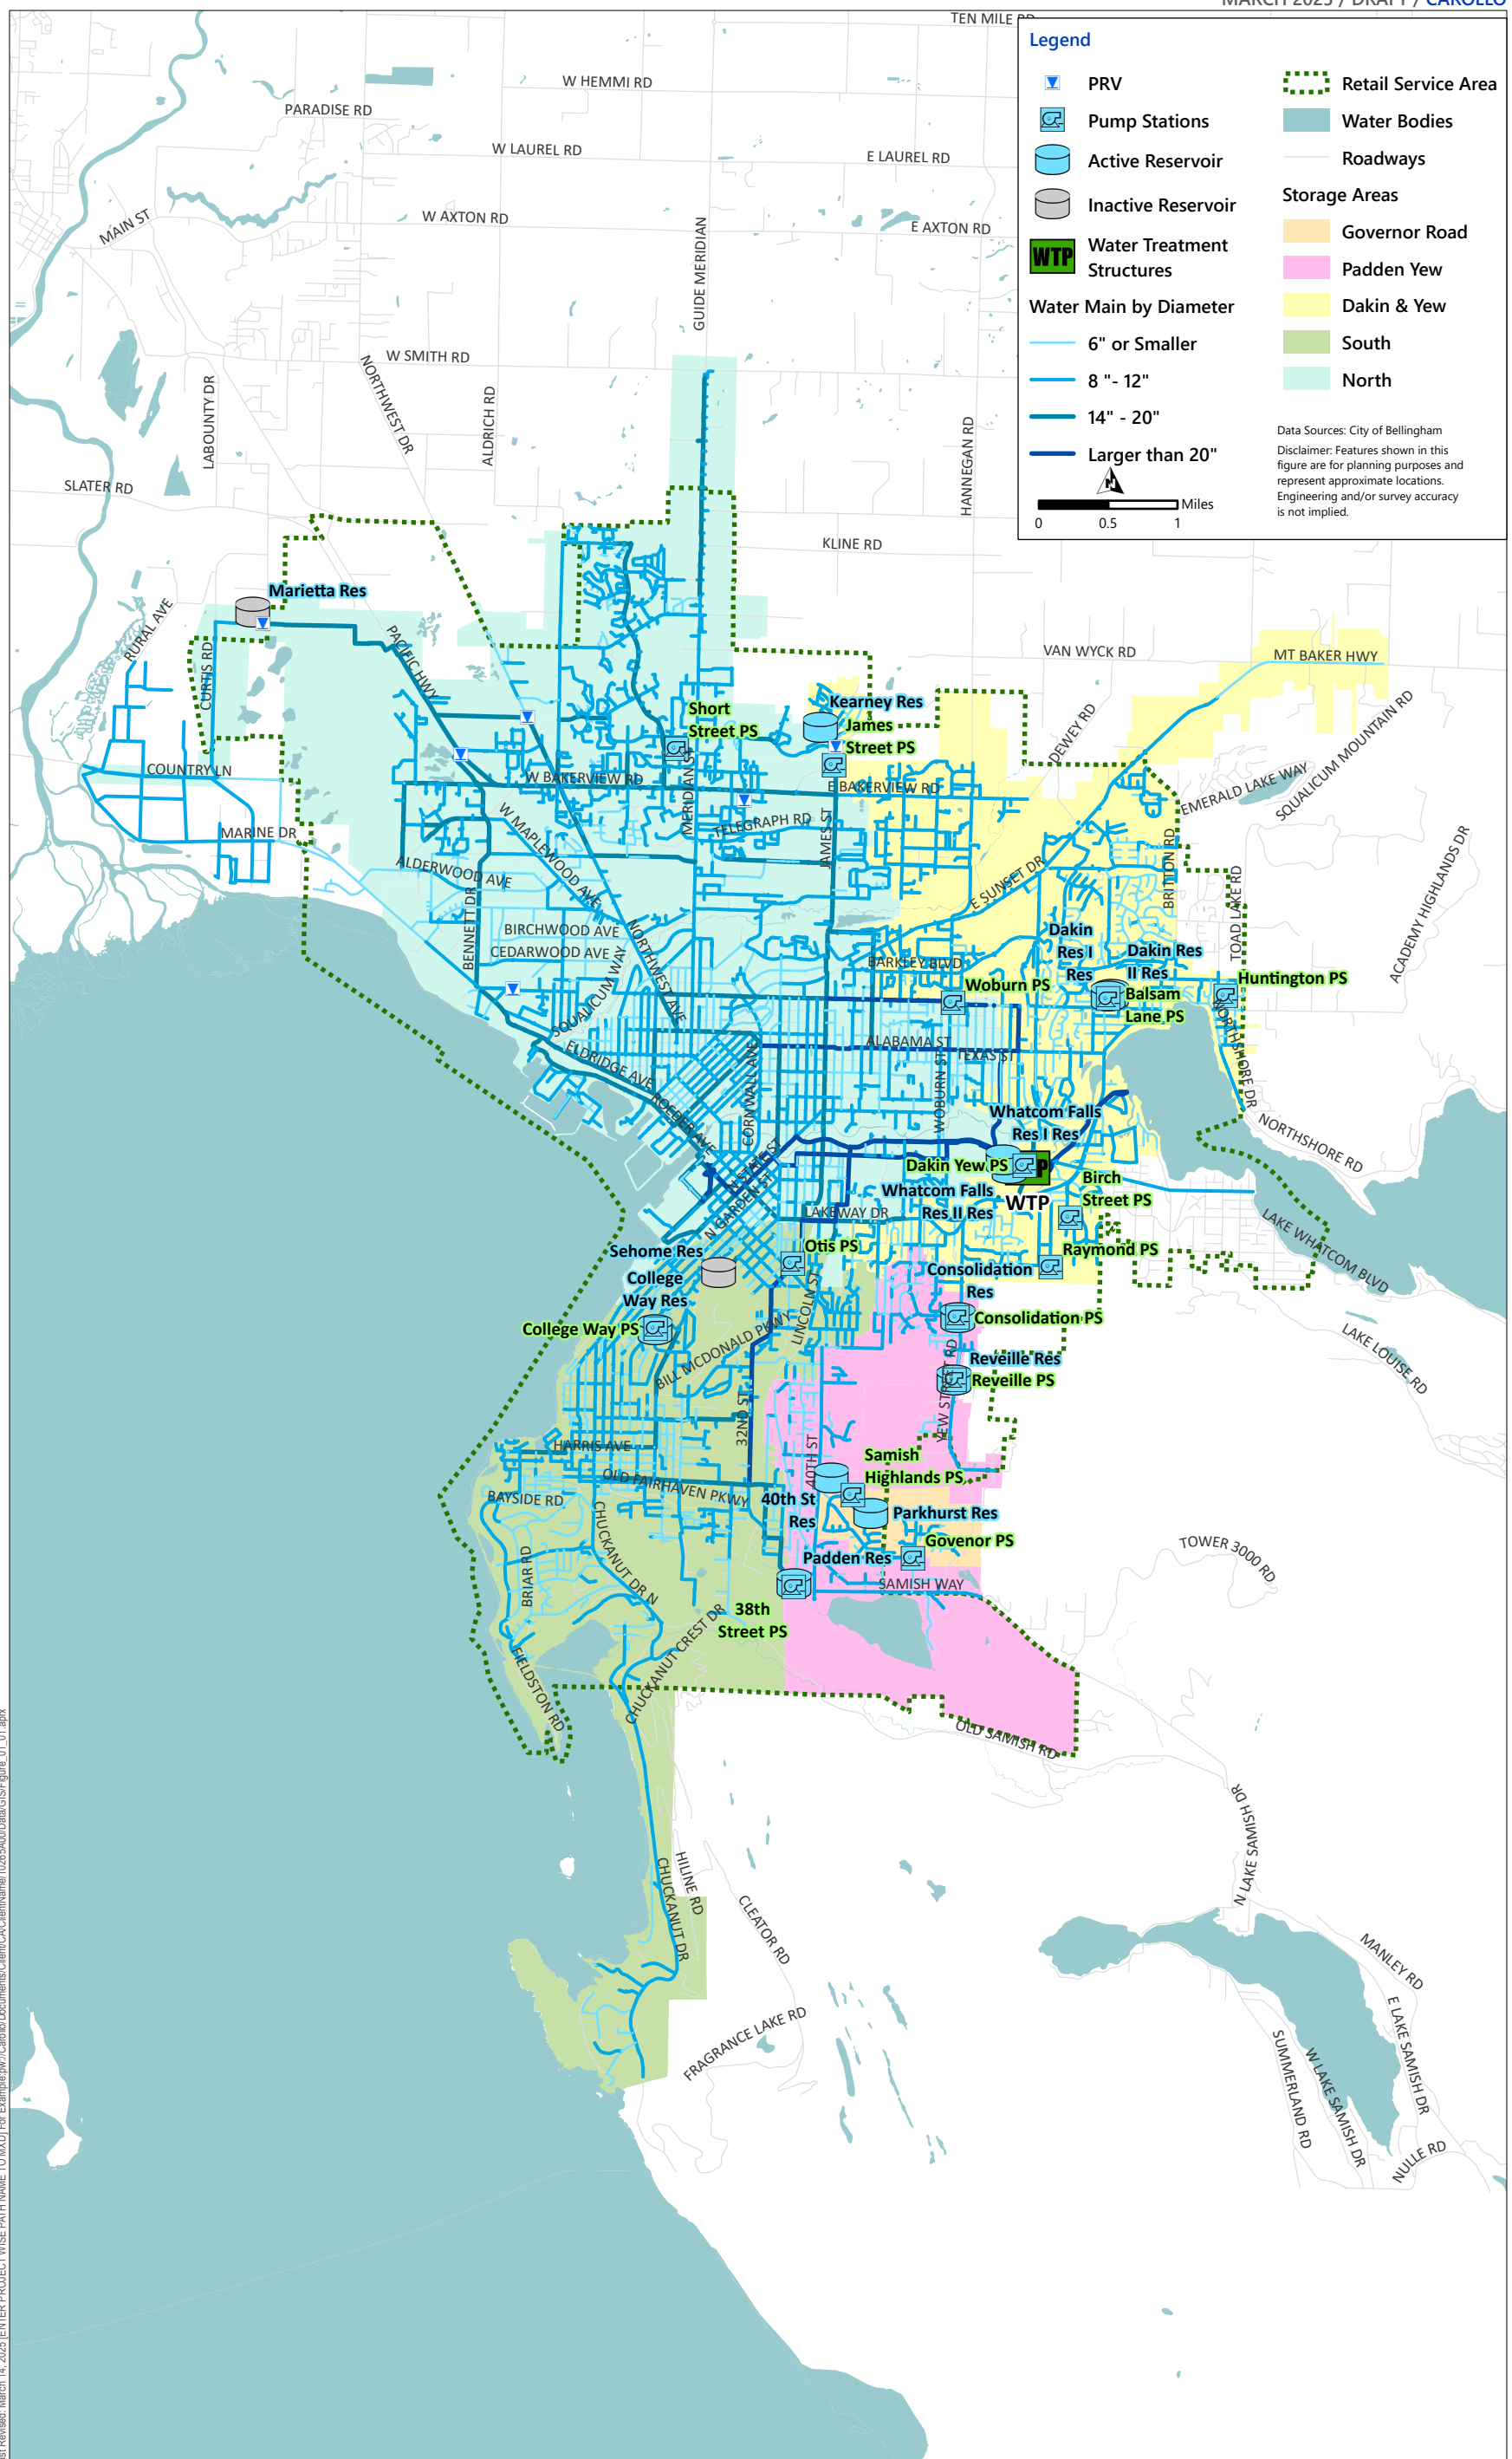 MARCH 2025 / DRAFT / CAROLLO
Legend
PRV
Pump Stations
Active Reservoir
Inactive Reservoir
WTP
Water Treatment
Structures
Water Main by Diameter
6" or Smaller
8 "- 12"
14" - 20"
Larger than 20"
N
Miles
0 0.5 1
Retail Service Area
Water Bodies
Roadways
Storage Areas
Governor Road
Padden Yew
Dakin & Yew
South
North
Data Sources: City of Bellingham
Disclaimer: Features shown in this
figure are for planning purposes and
represent approximate locations.
Engineering and/or survey accuracy
is not implied.
TEN MILE RD
W HEMMI RD
PARADISE RD
W LAUREL RD
E LAUREL RD
MAIN ST
W AXTON RD
E AXTON RD
GUIDE MERIDIAN
W SMITH RD
NORTHWEST DR
LABOUNTY DR
ALDRICH RD
HANNEGAN RD
SLATER RD
KLINE RD
Marietta Res
RURAL AVE
CURTIS RD
PACIFIC HWY
VAN WYCK RD
MT BAKER HWY
Short
Street PS
Kearney Res
James
Street PS
DEWEY RD
SQUALICUM MOUNTAIN RD
EMERALD LAKE WAY
COUNTRY LN
W BAKERVIEW RD
E BAKERVIEW RD
MERIDIAN ST
TELEGRAPH RD
JAMES ST
MARINE DR
W MAPLEWOOD AVE
ALDERWOOD AVE
BENNETT DR
E SUNSET DR
BRITTON RD
TOAD LAKE RD
ACADEMY HIGHLANDS DR
BIRCHWOOD AVE
CEDARWOOD AVE
NORTHWEST AVE
SQUALICUM WAY
BARKLEY BLVD
Dakin
Res I
Res
Dakin Res
II Res
Woburn PS
Balsam
Lane PS
Huntington PS
NORTHSHORE DR
ELDRIDGE AVE
ALABAMA ST
TEXAS ST
WOBURN ST
CORNWALL AVE
ROEDER AVE
Whatcom Falls
Res I Res
NORTHSHORE RD
N STATE ST
N GARDEN ST
Dakin Yew PS
WTP
Whatcom Falls
Res II Res
Birch
Street PS
LAKEWAY DR
LAKE WHATCOM BLVD
Sehome Res
Otis PS
Raymond PS
College
Way Res
Consolidation
Res
College Way PS
LINCOLN ST
Consolidation PS
BILL MCDONALD PKWY
LAKE LOUISE RD
Reveille Res
Reveille PS
YEW STREET RD
32ND ST
40TH ST
HARRIS AVE
Samish
Highlands PS
OLD FAIRHAVEN PKWY
BAYSIDE RD
40th St
Res
Parkhurst Res
CHUCKANUT DR N
Govenor PS
TOWER 3000 RD
Padden Res
BRIAR RD
SAMISH WAY
38th
Street PS
CHUCKANUT CREST DR
FIELDSTON RD
OLD SAMISH RD
N LAKE SAMISH DR
HILINE RD
CHUCKANUT DR
CLEATOR RD
MANLEY RD
FRAGRANCE LAKE RD
E LAKE SAMISH DR
SUMMERLAND RD
W LAKE SAMISH DR
NULLE RD